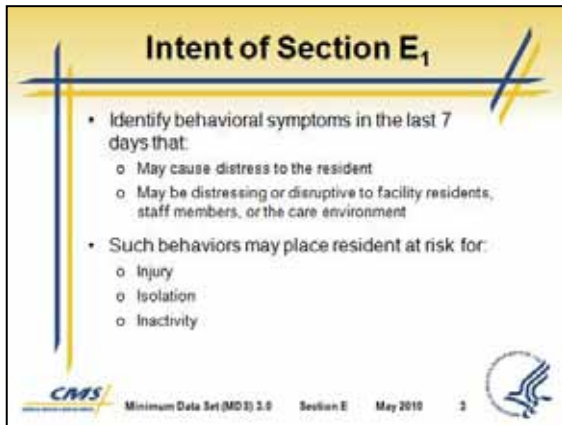 Intent of Section E1
• Identify behavioral symptoms in the last 7
days that:
o May cause distress to the resident
o May be distressing or disruptive to facility residents,
staff members, or the care environment
• Such behaviors may place resident at risk for:
o Injury
o Isolation
o Inactivity
CMS
Minimum Data Set (MDS) 3.0 Section E May 2010 3